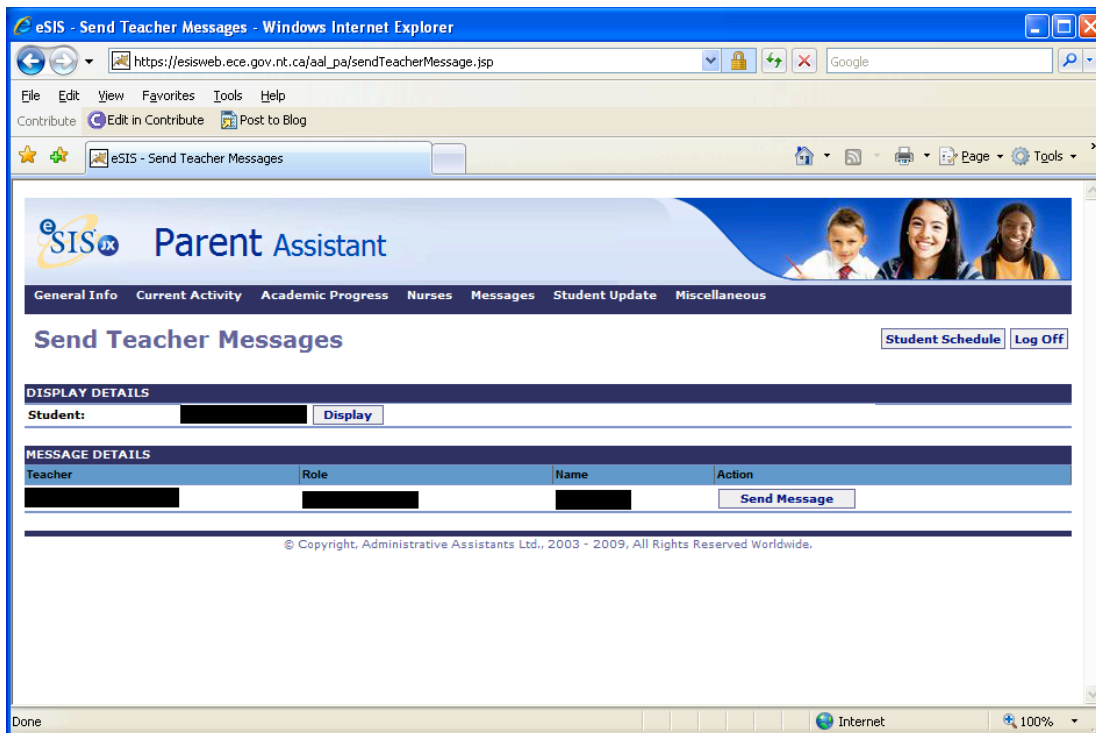 eSIS - Send Teacher Messages - Windows Internet Explorer
https://esisweb.ece.gov.nt.ca/aal_pa/sendTeacherMessage.jsp Google
File Edit View Favorites Tools Help
Contribute Edit in Contribute Post to Blog
eSIS - Send Teacher Messages Page Tools
eSIS JX Parent Assistant
General Info Current Activity Academic Progress Nurses Messages Student Update Miscellaneous
Send Teacher Messages Student Schedule Log Off
DISPLAY DETAILS
Student: Display
MESSAGE DETAILS
Teacher Role Name Action
Send Message
© Copyright, Administrative Assistants Ltd., 2003 - 2009, All Rights Reserved Worldwide.
Done Internet 100%